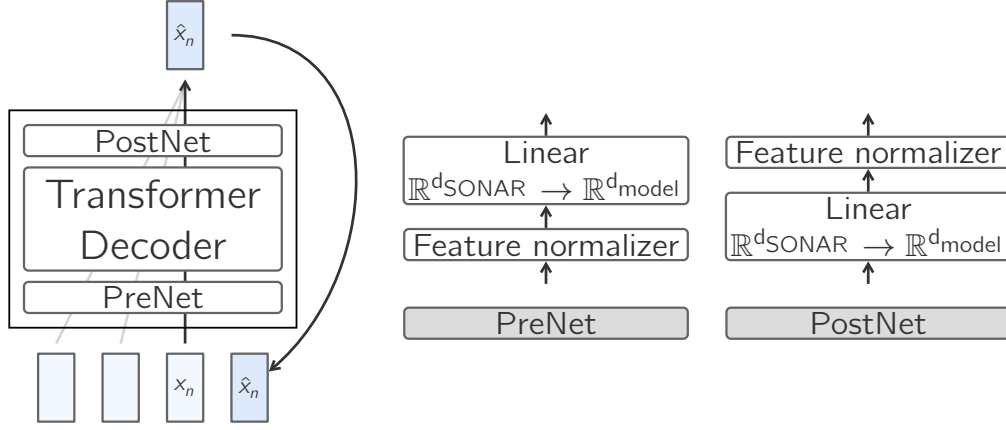 x̂ₙ
PostNet
Transformer
Decoder
PreNet
xₙ
x̂ₙ
Linear
ℝ^dSONAR → ℝ^dmodel
Feature normalizer
PreNet
Feature normalizer
Linear
ℝ^dSONAR → ℝ^dmodel
PostNet